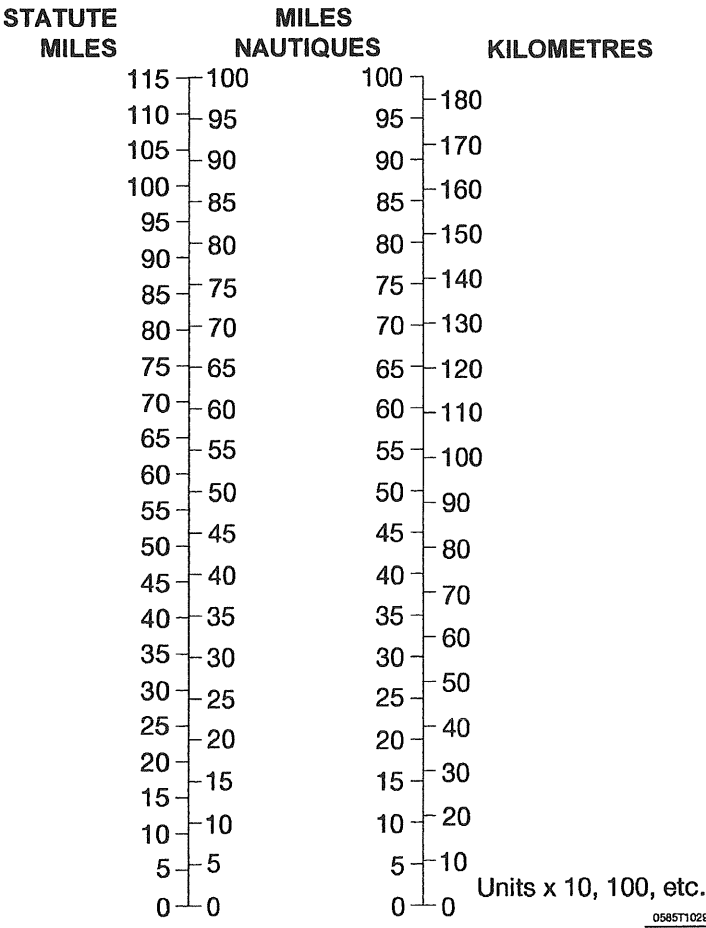 STATUTE MILES
MILES NAUTIQUES KILOMETRES
115 100 100
180
110 95 95
105 170
90 90
100 160
85 85
95 150
80 80
90
75 75 140
85
80 70 70 130
75 65 65 120
70 60 60 110
65
55 55 100
60
50 50 90
55
45 45
50 80
40 40
45 70
40 35 35
60
35 30 30
30 50
25 25
25 40
20 20
20 30
15 15
15 20
10 10
10
5 5 10
5
Units x 10, 100, etc.
0 0 0 0
0585T1029